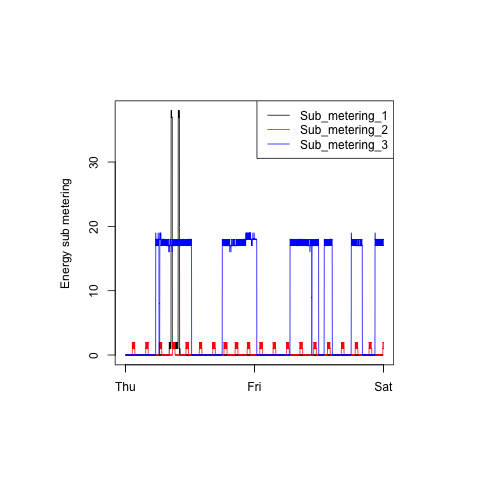 Sub_metering_1
Sub_metering_2
Sub_metering_3
Energy sub metering
30
20
10
0
Thu Fri Sat